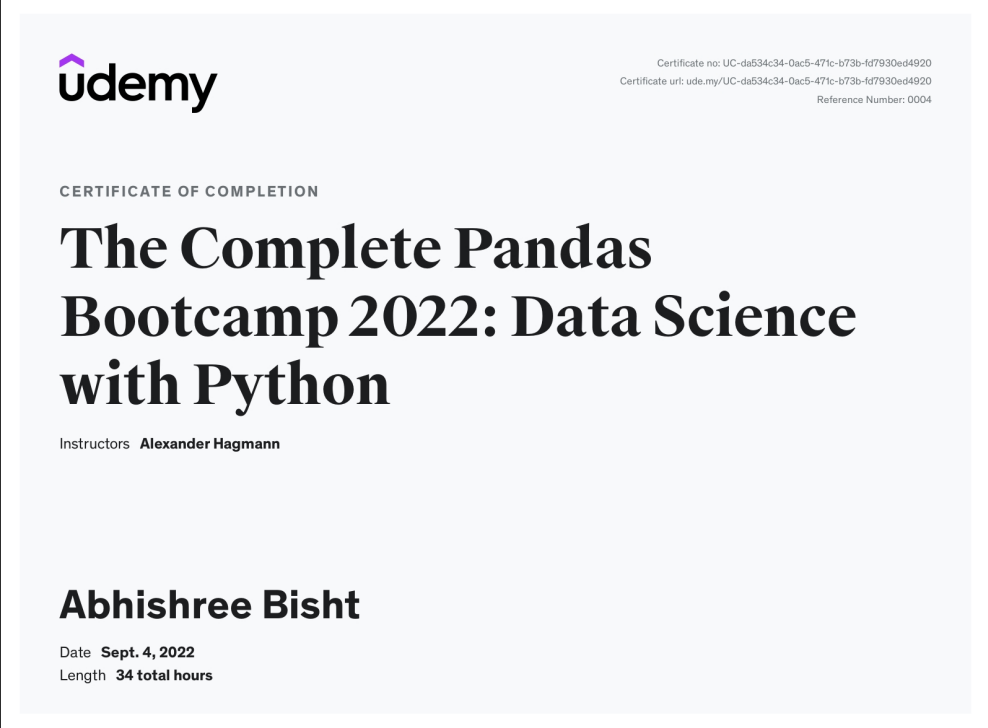 udemy
Certificate no: UC-da534c34-0ac5-471c-b73b-fd7930ed4920
Certificate url: ude.my/UC-da534c34-0ac5-471c-b73b-fd7930ed4920
Reference Number: 0004
CERTIFICATE OF COMPLETION
The Complete Pandas
Bootcamp 2022: Data Science
with Python
Instructors Alexander Hagmann
Abhishree Bisht
Date Sept. 4, 2022
Length 34 total hours